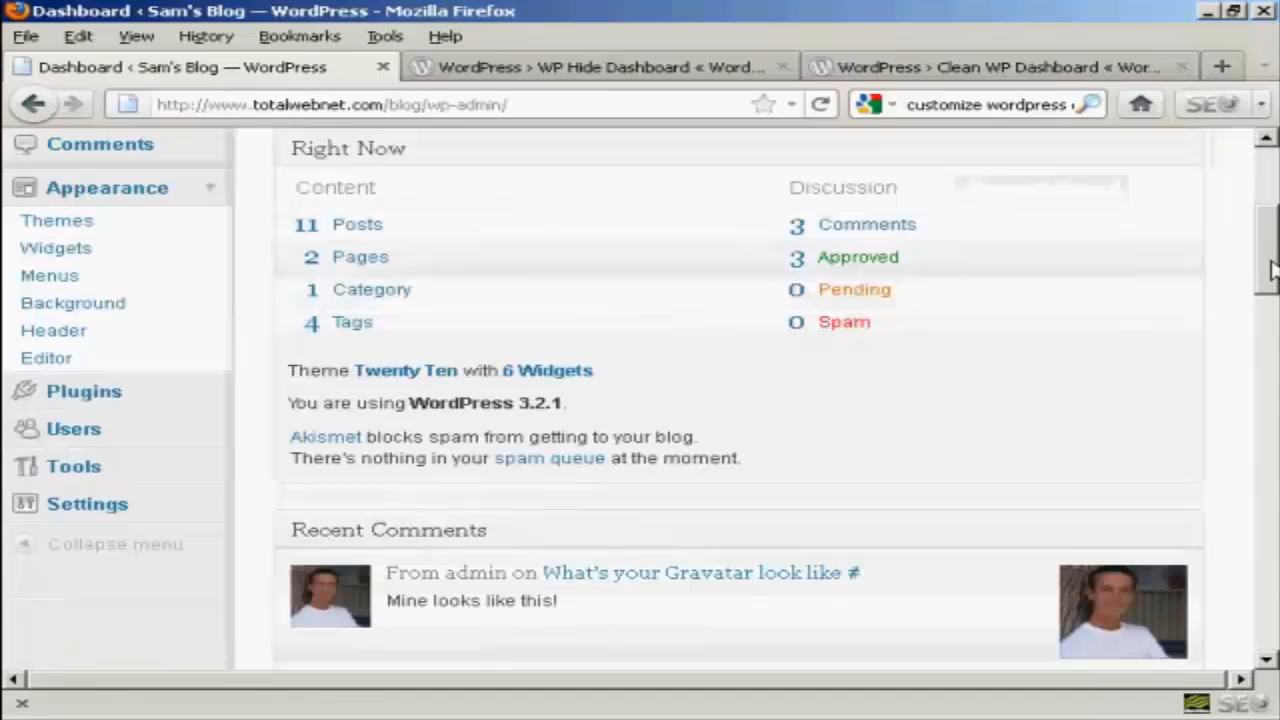 Dashboard ‹ Sam's Blog — WordPress - Mozilla Firefox
File Edit View History Bookmarks Tools Help
Dashboard ‹ Sam's Blog — WordPress
WordPress › WP Hide Dashboard « Word...
WordPress › Clean WP Dashboard « Wor...
http://www.totalwebnet.com/blog/wp-admin/
customize wordpress
SEO
Comments
Appearance
Themes
Widgets
Menus
Background
Header
Editor
Plugins
Users
Tools
Settings
Collapse menu
Right Now
Content
11 Posts
2 Pages
1 Category
4 Tags
Discussion
3 Comments
3 Approved
0 Pending
0 Spam
Theme Twenty Ten with 6 Widgets
You are using WordPress 3.2.1.
Akismet blocks spam from getting to your blog.
There's nothing in your spam queue at the moment.
Recent Comments
From admin on What's your Gravatar look like #
Mine looks like this!
SEO